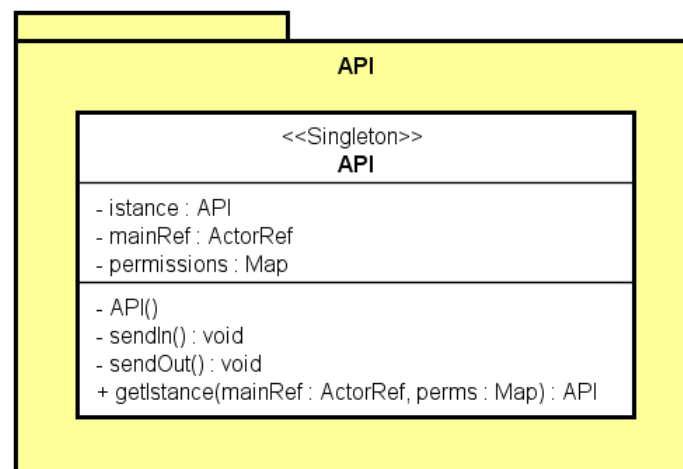 API
<<Singleton>>
API
- istance : API
- mainRef : ActorRef
- permissions : Map
- API()
- sendIn() : void
- sendOut() : void
+ getIstance(mainRef : ActorRef, perms : Map) : API